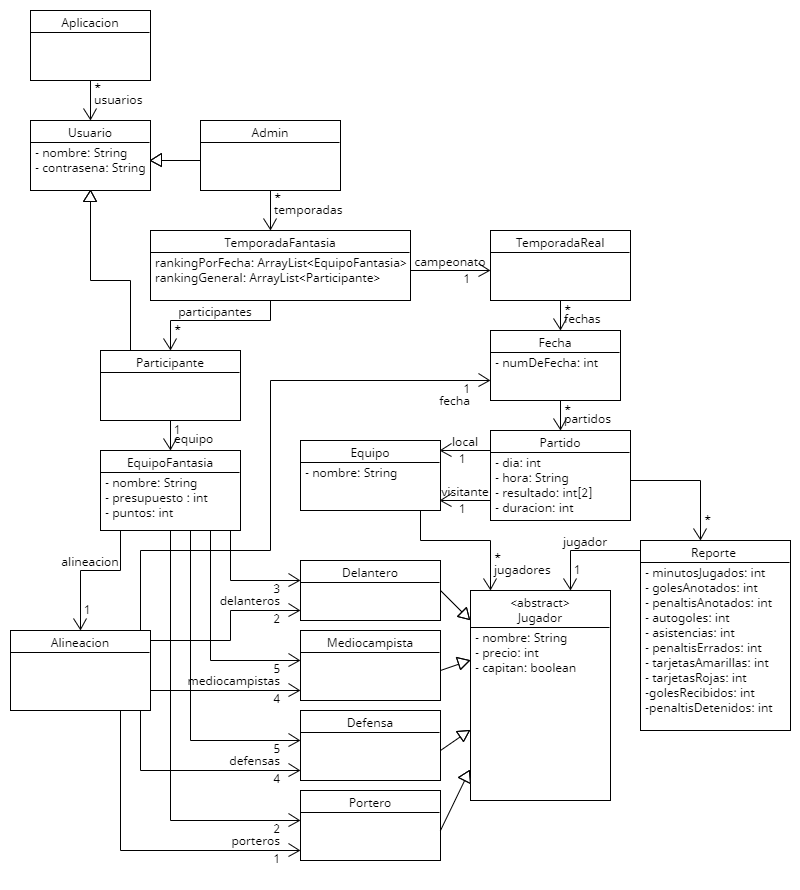 Aplicacion
*
usuarios
Usuario
- nombre: String
- contrasena: String
Admin
*
temporadas
TemporadaFantasia
rankingPorFecha: ArrayList<EquipoFantasia>
rankingGeneral: ArrayList<Participante>
campeonato
1
TemporadaReal
*
fechas
participantes
*
Participante
Fecha
- numDeFecha: int
1
fecha
*
partidos
1
equipo
EquipoFantasia
- nombre: String
- presupuesto : int
- puntos: int
Equipo
- nombre: String
local
1
visitante
1
Partido
- dia: int
- hora: String
- resultado: int[2]
- duracion: int
*
jugador
1
*
jugadores
Reporte
- minutosJugados: int
- golesAnotados: int
- penaltisAnotados: int
- autogoles: int
- asistencias: int
- penaltisErrados: int
- tarjetasAmarillas: int
- tarjetasRojas: int
-golesRecibidos: int
-penaltisDetenidos: int
alineacion
1
Alineacion
Delantero
3
delanteros
2
<abstract>
Jugador
- nombre: String
- precio: int
- capitan: boolean
Mediocampista
5
mediocampistas
4
Defensa
5
defensas
4
Portero
2
porteros
1